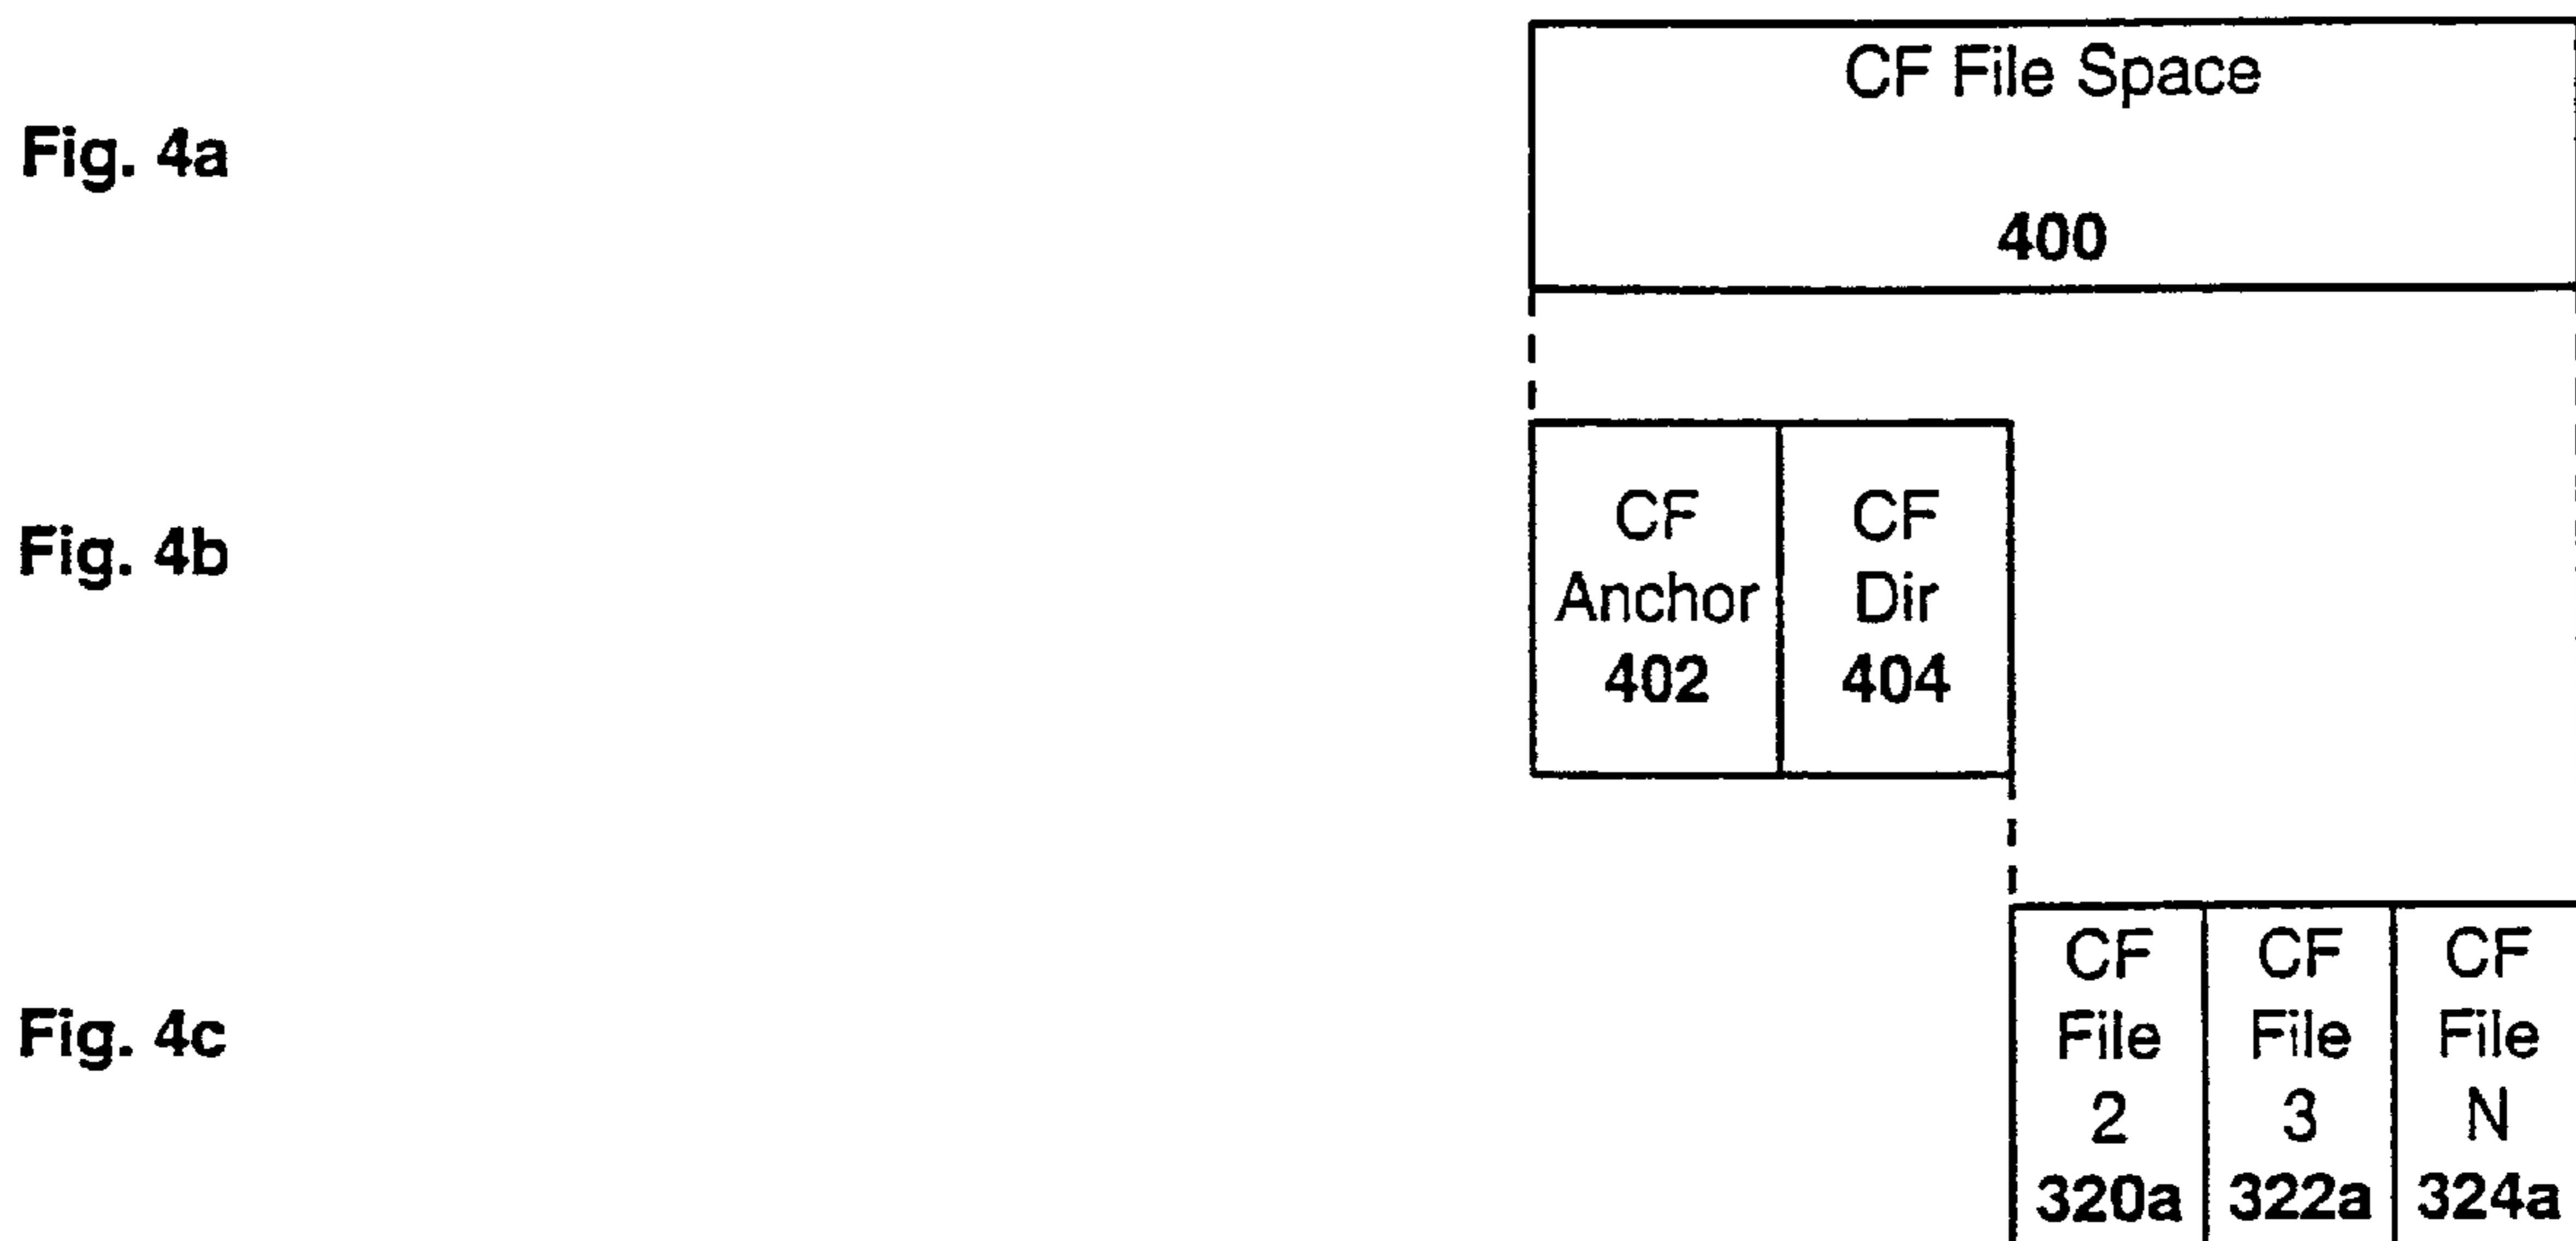 Fig. 4a
CF File Space
400
Fig. 4b
CF
Anchor
402
CF
Dir
404
Fig. 4c
CF
File
2
320a
CF
File
3
322a
CF
File
N
324a